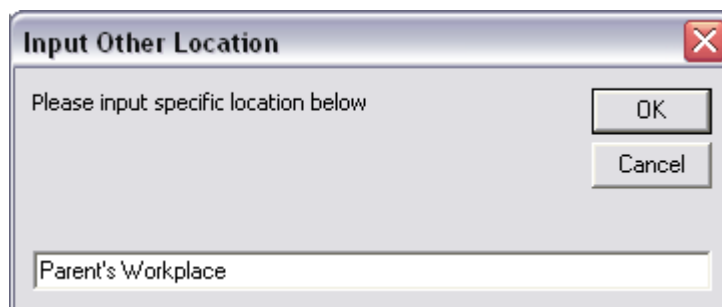 Input Other Location
Please input specific location below
OK
Cancel
Parent's Workplace